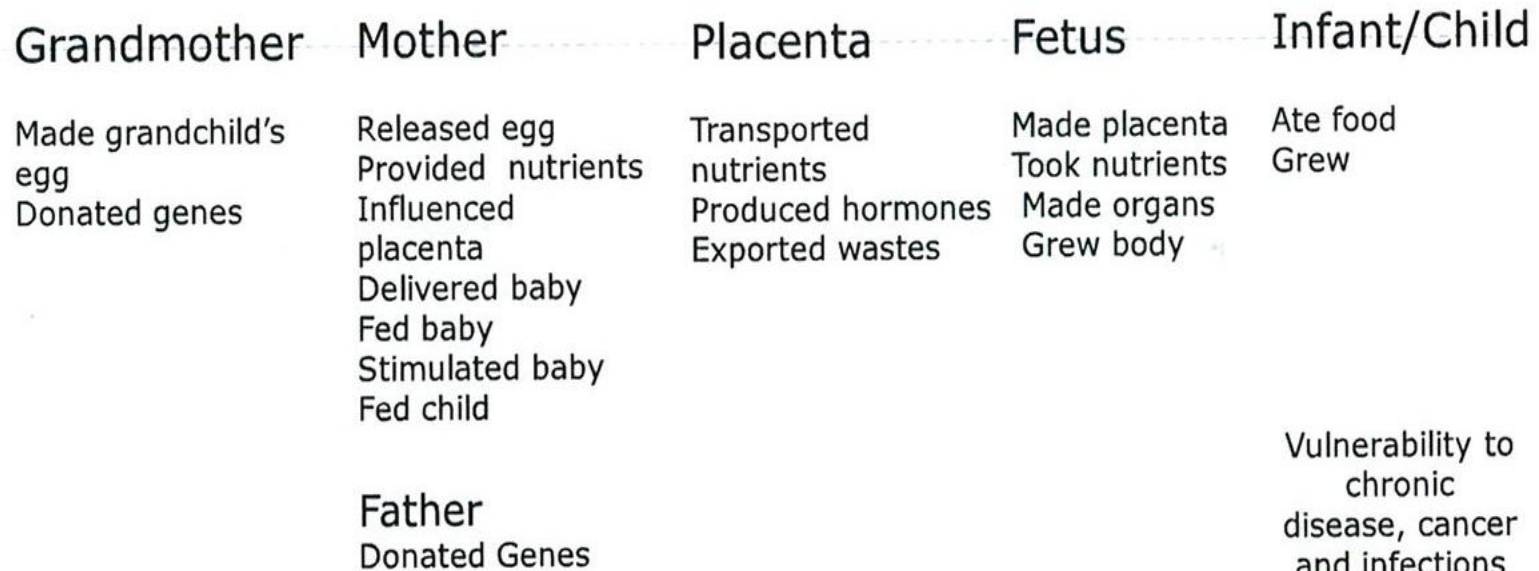 Grandmother
Made grandchild's
egg
Donated genes
Mother
Released egg
Provided nutrients
Influenced
placenta
Delivered baby
Fed baby
Stimulated baby
Fed child
Father
Donated Genes
Placenta
Transported
nutrients
Produced hormones
Exported wastes
Fetus
Made placenta
Took nutrients
Made organs
Grew body
Infant/Child
Ate food
Grew
Vulnerability to
chronic
disease, cancer
and infections